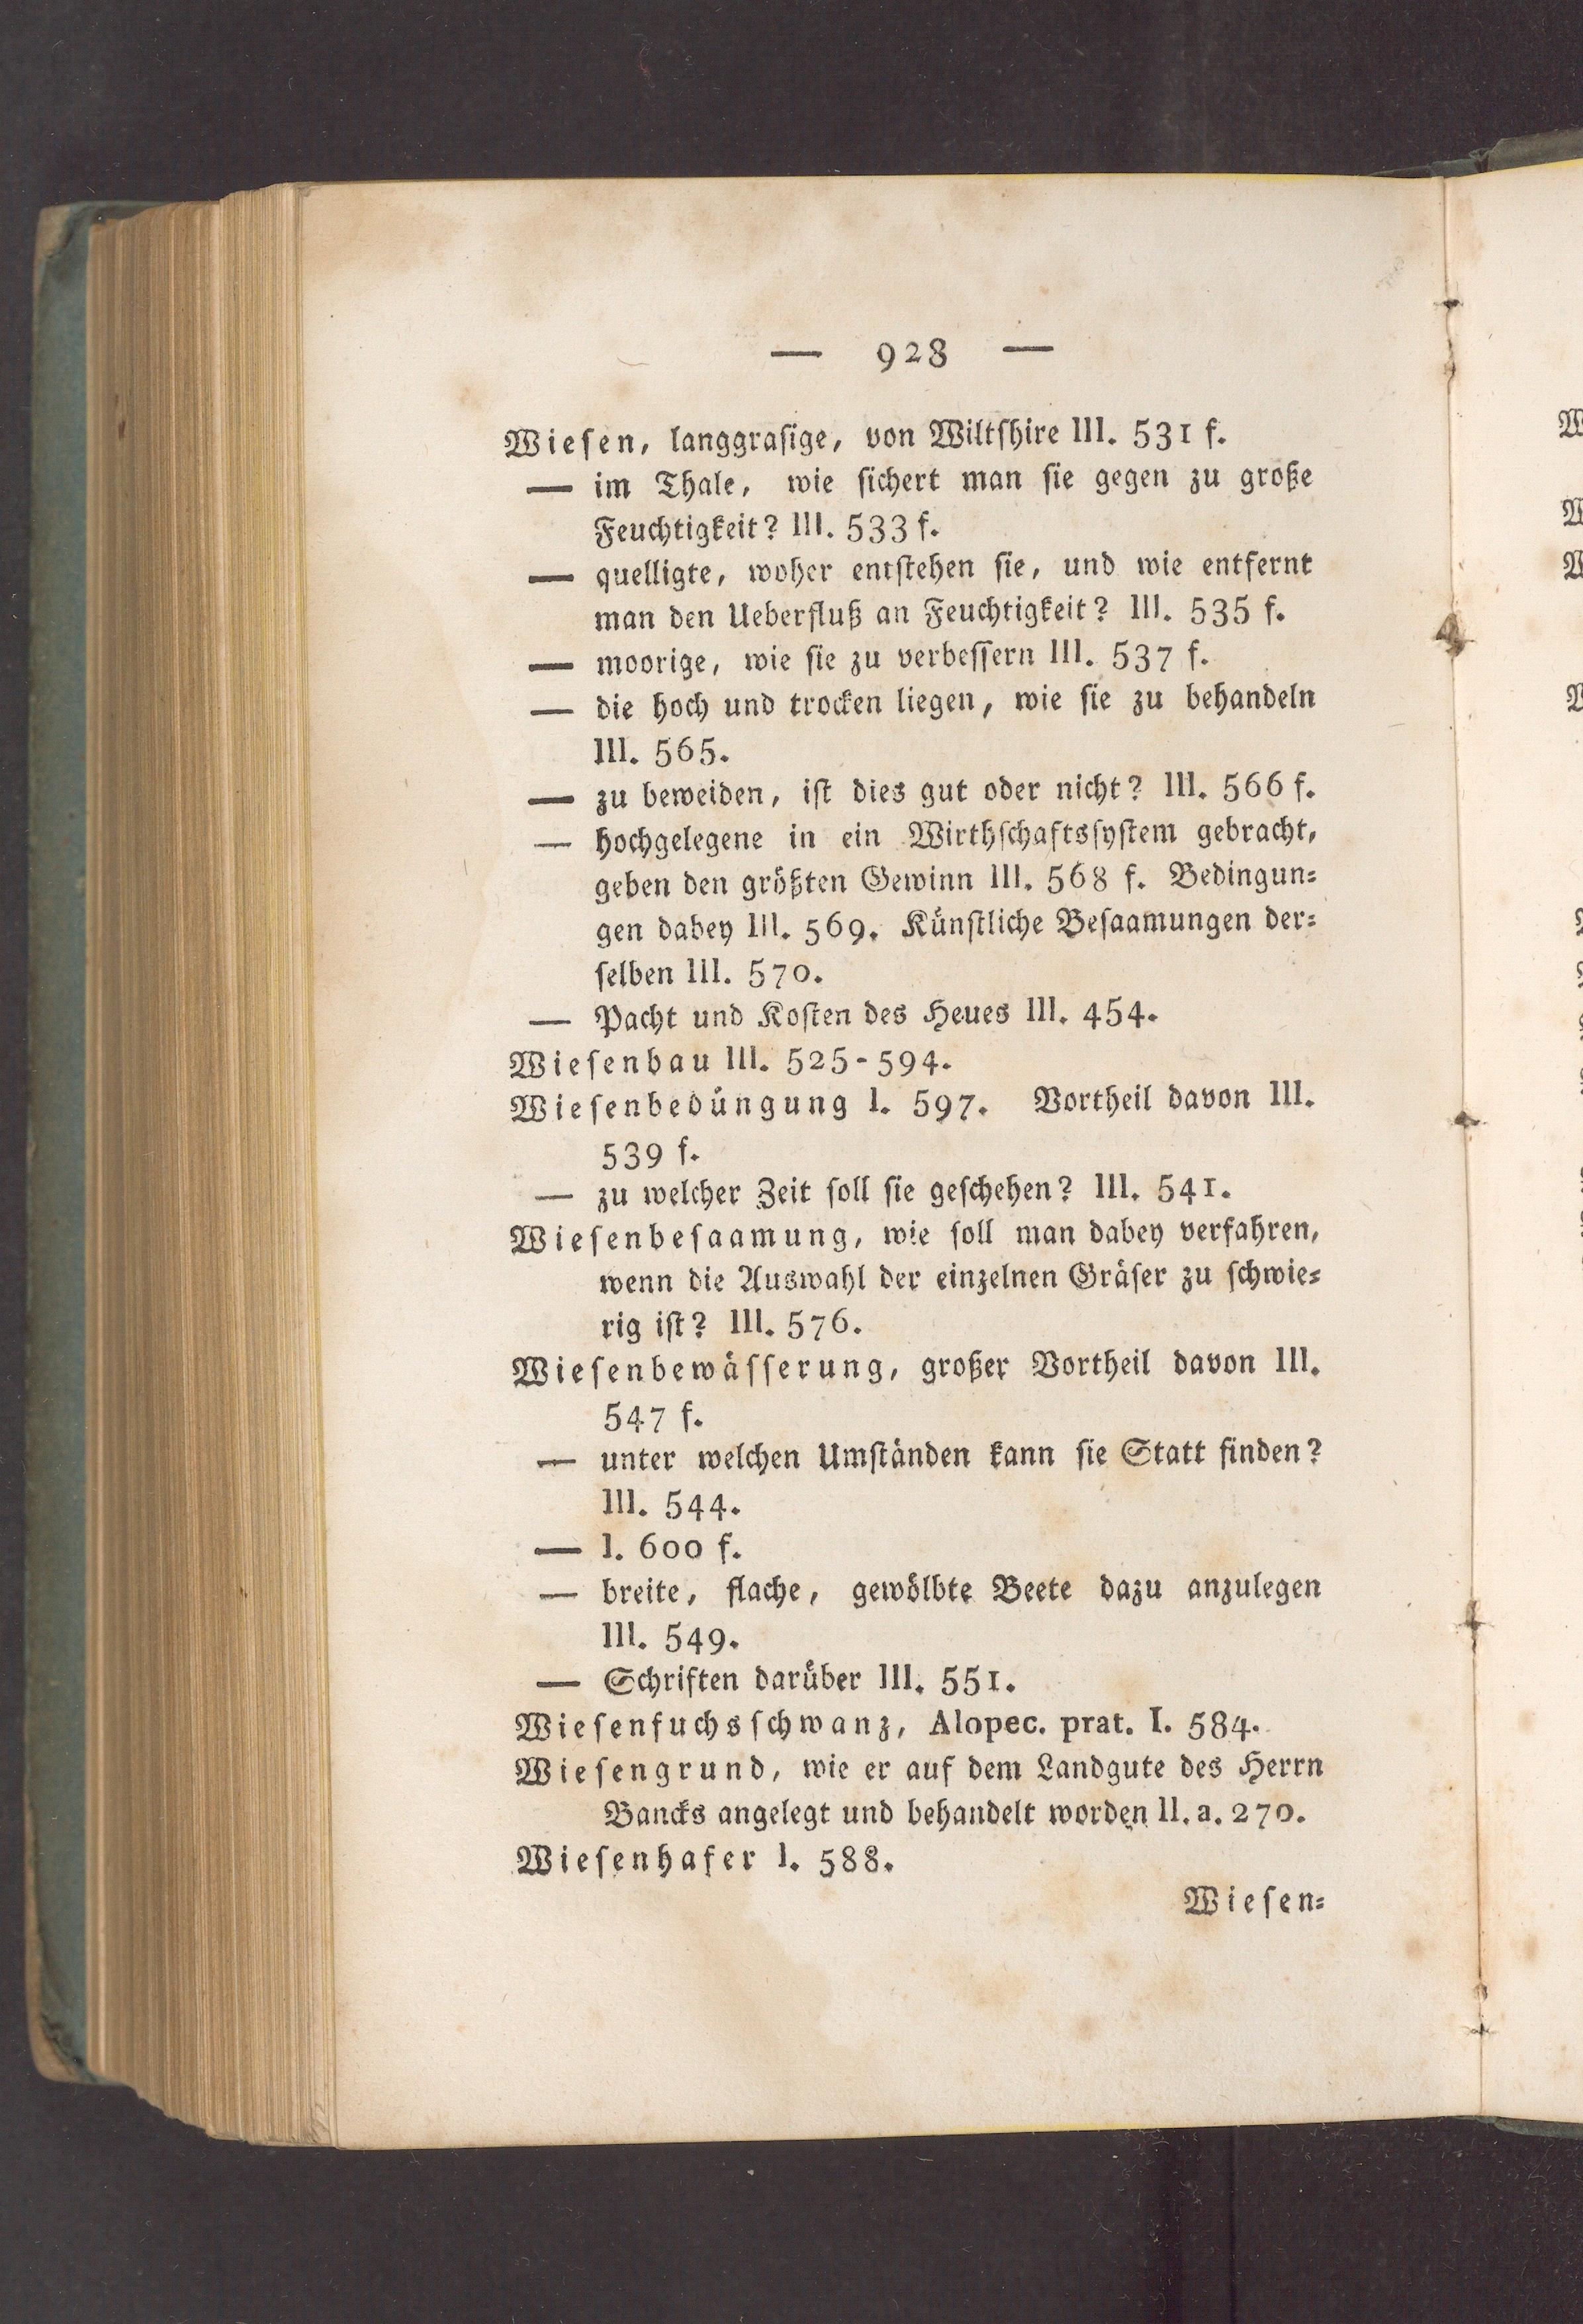 — 928 —
Wieſen, langgraſige, von Wiltſhire III. 531 f.
— im Thale, wie ſichert man ſie gegen zu große
Feuchtigkeit? III. 533 f.
— quelligte, woher entſtehen ſie, und wie entfernt
man den Ueberfluß an Feuchtigkeit? III. 535 f.
— moorige, wie ſie zu verbeſſern III. 537 f.
— die hoch und trocken liegen, wie ſie zu behandeln
III. 565.
— zu beweiden, iſt dies gut oder nicht? III. 566 f.
— hochgelegene in ein Wirthſchaftsſyſtem gebracht,
geben den größten Gewinn III. 568 f. Bedingun⸗
gen dabey III. 569. Künſtliche Beſaamungen der⸗
ſelben III. 570.
— Pacht und Koſten des Heues III. 454.
Wieſenbau III. 525-594.
Wieſenbedüngung I. 597. Vortheil davon III.
539 f.
— zu welcher Zeit ſoll ſie geſchehen? III. 541.
Wieſenbeſaamung, wie ſoll man dabey verfahren,
wenn die Auswahl der einzelnen Gräſer zu ſchwie⸗
rig iſt? III. 576.
Wieſenbewäſſerung, großer Vortheil davon III.
547 f.
— unter welchen Umſtänden kann ſie Statt finden?
III. 544.
— I. 600 f.
— breite, flache, gewölbte Beete dazu anzulegen
III. 549.
— Schriften darüber III. 551.
Wieſenfuchsſchwanz, Alopec. prat. I. 584.
Wieſengrund, wie er auf dem Landgute des Herrn
Bancks angelegt und behandelt worden II. a. 270.
Wieſenhafer I. 588.
Wieſen⸗